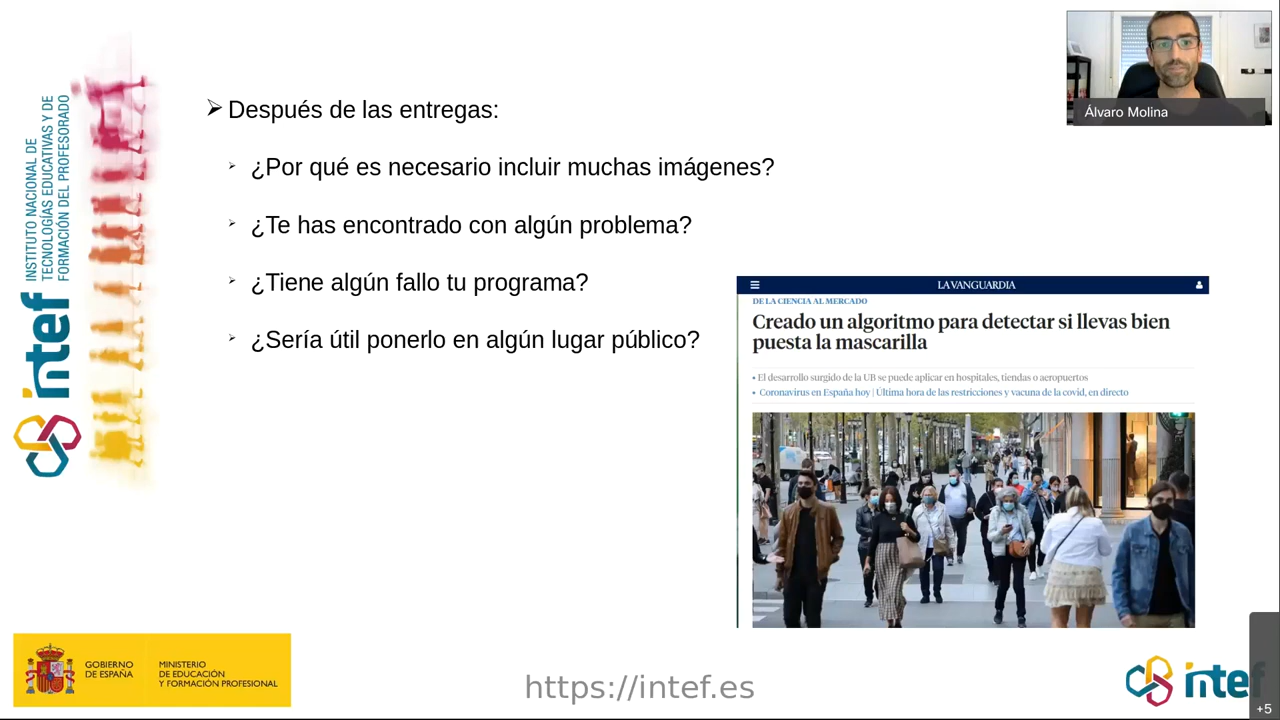 INSTITUTO NACIONAL DE
TECNOLOGÍAS EDUCATIVAS Y DE
FORMACIÓN DEL PROFESORADO
intef
Después de las entregas:
¿Por qué es necesario incluir muchas imágenes?
¿Te has encontrado con algún problema?
¿Tiene algún fallo tu programa?
¿Sería útil ponerlo en algún lugar público?
Álvaro Molina
LAVANGUARDIA
DE LA CIENCIA AL MERCADO
Creado un algoritmo para detectar si llevas bien
puesta la mascarilla
• El desarrollo surgido de la UB se puede aplicar en hospitales, tiendas o aeropuertos
• Coronavirus en España hoy | Última hora de las restricciones y vacuna de la covid, en directo
GOBIERNO
DE ESPAÑA
MINISTERIO
DE EDUCACIÓN
Y FORMACIÓN PROFESIONAL
https://intef.es
intef
+5